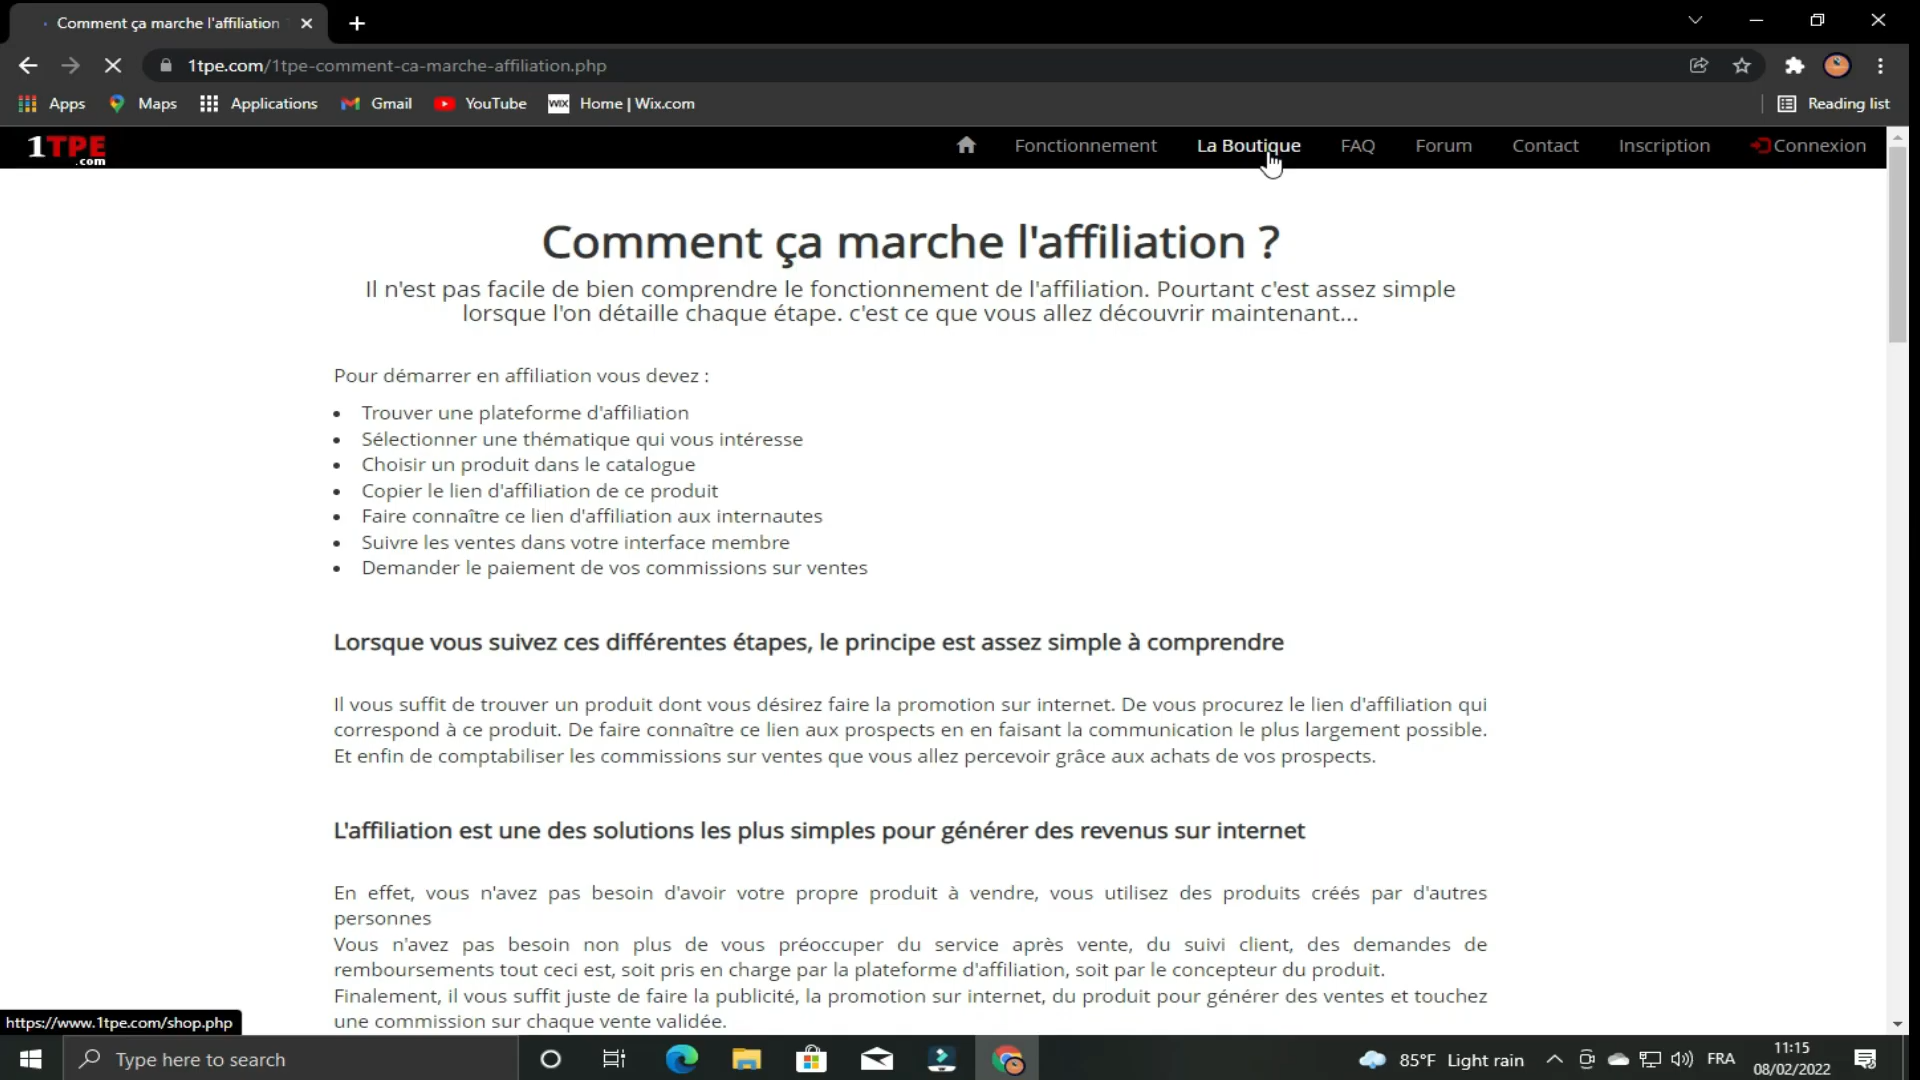 Comment ça marche l'affiliation
1tpe.com/1tpe-comment-ca-marche-affiliation.php
Apps Maps Applications Gmail YouTube WIX Home | Wix.com Reading list
1TPE .com Fonctionnement La Boutique FAQ Forum Contact Inscription Connexion
Comment ça marche l'affiliation ?
Il n'est pas facile de bien comprendre le fonctionnement de l'affiliation. Pourtant c'est assez simple
lorsque l'on détaille chaque étape. c'est ce que vous allez découvrir maintenant...
Pour démarrer en affiliation vous devez :
• Trouver une plateforme d'affiliation
• Sélectionner une thématique qui vous intéresse
• Choisir un produit dans le catalogue
• Copier le lien d'affiliation de ce produit
• Faire connaître ce lien d'affiliation aux internautes
• Suivre les ventes dans votre interface membre
• Demander le paiement de vos commissions sur ventes
Lorsque vous suivez ces différentes étapes, le principe est assez simple à comprendre
Il vous suffit de trouver un produit dont vous désirez faire la promotion sur internet. De vous procurez le lien d'affiliation qui
correspond à ce produit. De faire connaître ce lien aux prospects en en faisant la communication le plus largement possible.
Et enfin de comptabiliser les commissions sur ventes que vous allez percevoir grâce aux achats de vos prospects.
L'affiliation est une des solutions les plus simples pour générer des revenus sur internet
En effet, vous n'avez pas besoin d'avoir votre propre produit à vendre, vous utilisez des produits créés par d'autres
personnes
Vous n'avez pas besoin non plus de vous préoccuper du service après vente, du suivi client, des demandes de
remboursements tout ceci est, soit pris en charge par la plateforme d'affiliation, soit par le concepteur du produit.
Finalement, il vous suffit juste de faire la publicité, la promotion sur internet, du produit pour générer des ventes et touchez
une commission sur chaque vente validée.
https://www.1tpe.com/shop.php
Type here to search 85°F Light rain FRA 11:15
08/02/2022